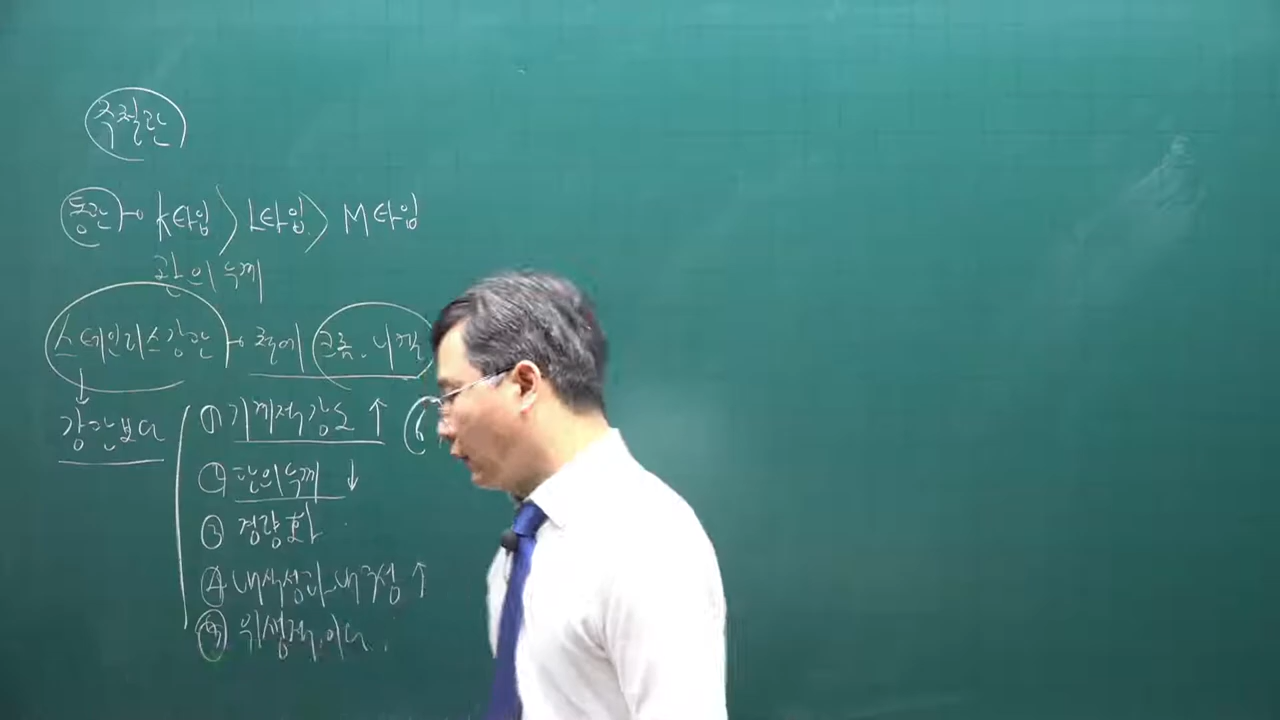 주철관
동관 → K타입 > L타입 > M타입
관의 두께
스테인리스강관 → 철에 크롬, 니켈
강관보다
① 기계적강도 ↑
② 관의 두께 ↓
③ 경량화
④ 내식성과 내구성 ↑
⑤ 위생적이다.